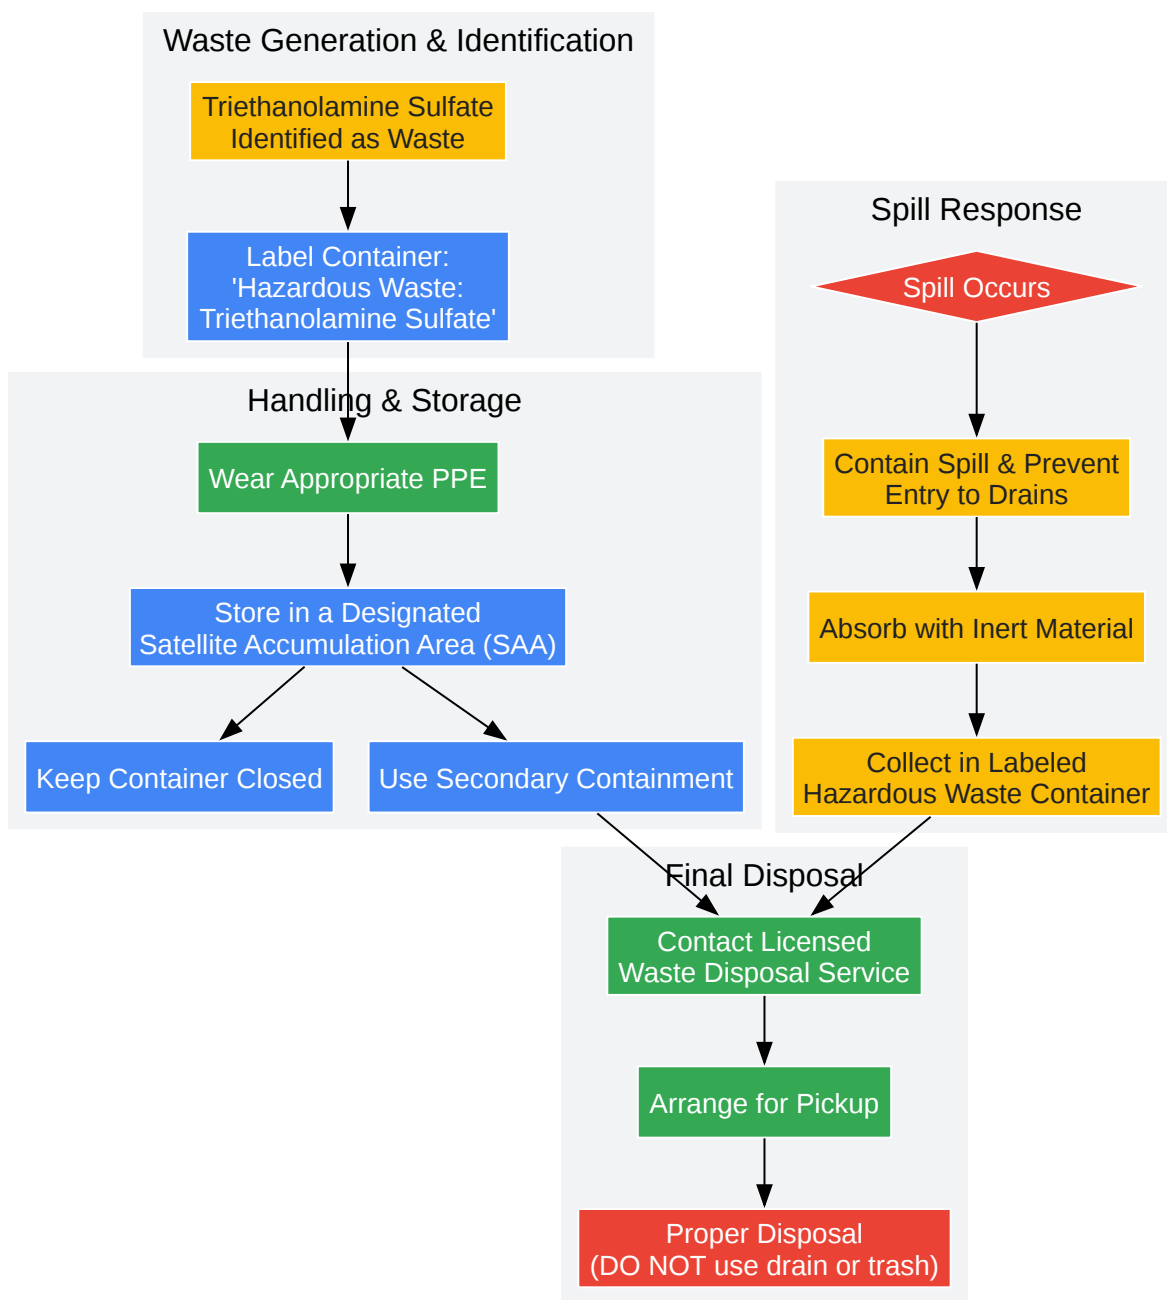 Waste Generation & Identification
Triethanolamine Sulfate
Identified as Waste
Label Container:
'Hazardous Waste:
Triethanolamine Sulfate'
Handling & Storage
Wear Appropriate PPE
Store in a Designated
Satellite Accumulation Area (SAA)
Keep Container Closed
Use Secondary Containment
Spill Response
Spill Occurs
Contain Spill & Prevent
Entry to Drains
Absorb with Inert Material
Collect in Labeled
Hazardous Waste Container
Final Disposal
Contact Licensed
Waste Disposal Service
Arrange for Pickup
Proper Disposal
(DO NOT use drain or trash)